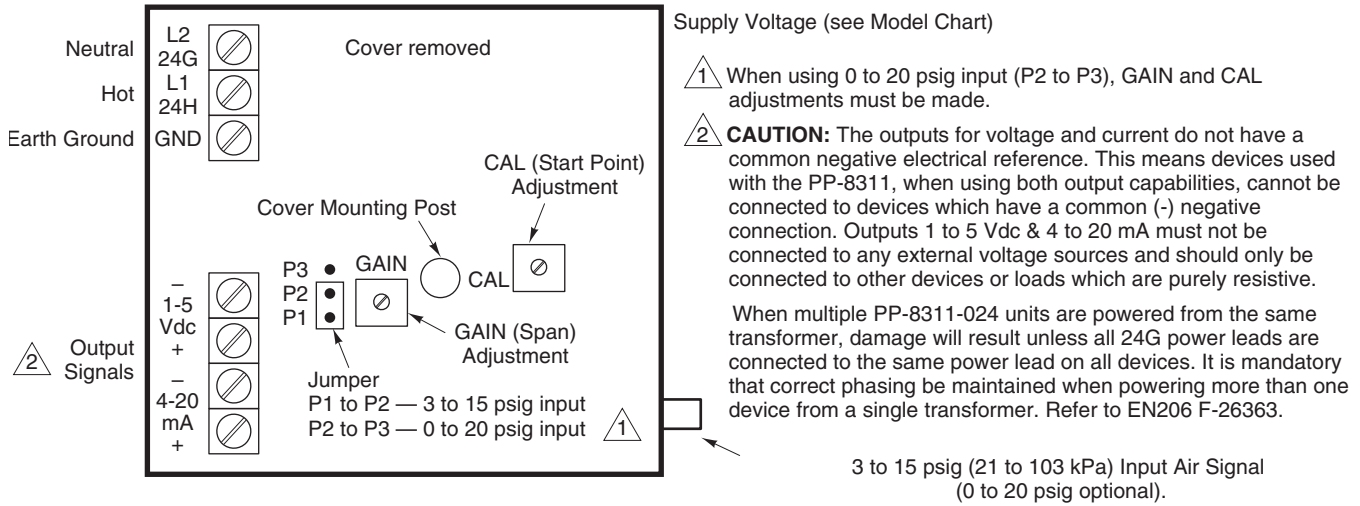 Neutral
L2
24G
Hot
L1
24H
Earth Ground
GND
Cover removed
CAL (Start Point)
Adjustment
Cover Mounting Post
P3
P2
P1
GAIN
CAL
GAIN (Span)
Adjustment
–
1-5
Vdc
+
–
4-20
mA
+
2
Output
Signals
Jumper
P1 to P2 — 3 to 15 psig input
P2 to P3 — 0 to 20 psig input
1
Supply Voltage (see Model Chart)
1 When using 0 to 20 psig input (P2 to P3), GAIN and CAL
adjustments must be made.
2 CAUTION: The outputs for voltage and current do not have a
common negative electrical reference. This means devices used
with the PP-8311, when using both output capabilities, cannot be
connected to devices which have a common (-) negative
connection. Outputs 1 to 5 Vdc & 4 to 20 mA must not be
connected to any external voltage sources and should only be
connected to other devices or loads which are purely resistive.
When multiple PP-8311-024 units are powered from the same
transformer, damage will result unless all 24G power leads are
connected to the same power lead on all devices. It is mandatory
that correct phasing be maintained when powering more than one
device from a single transformer. Refer to EN206 F-26363.
3 to 15 psig (21 to 103 kPa) Input Air Signal
(0 to 20 psig optional).